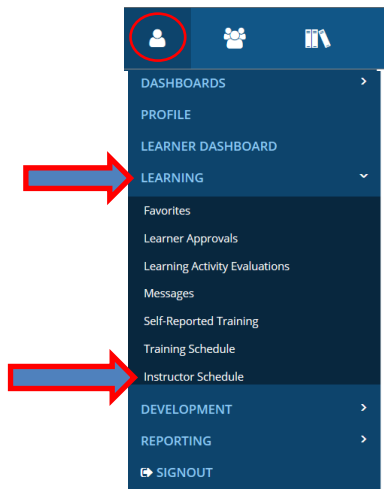 DASHBOARDS
PROFILE
LEARNER DASHBOARD
LEARNING
Favorites
Learner Approvals
Learning Activity Evaluations
Messages
Self-Reported Training
Training Schedule
Instructor Schedule
DEVELOPMENT
REPORTING
SIGNOUT